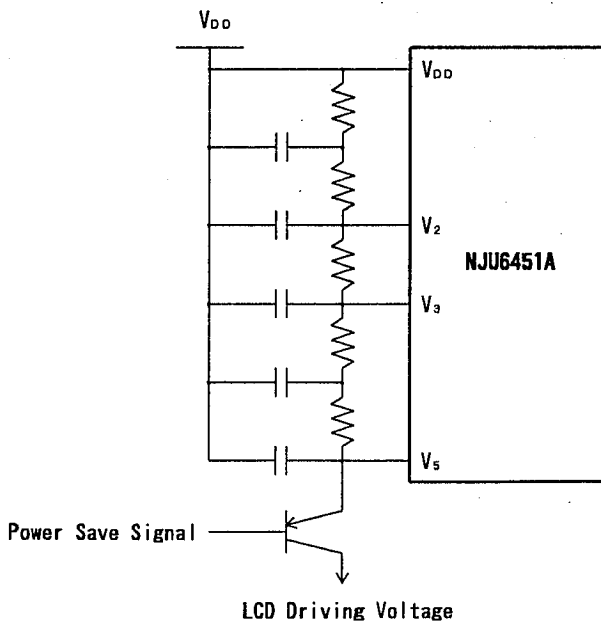 VDD
VDD
V2
NJU6451A
V3
V5
Power Save Signal
LCD Driving Voltage